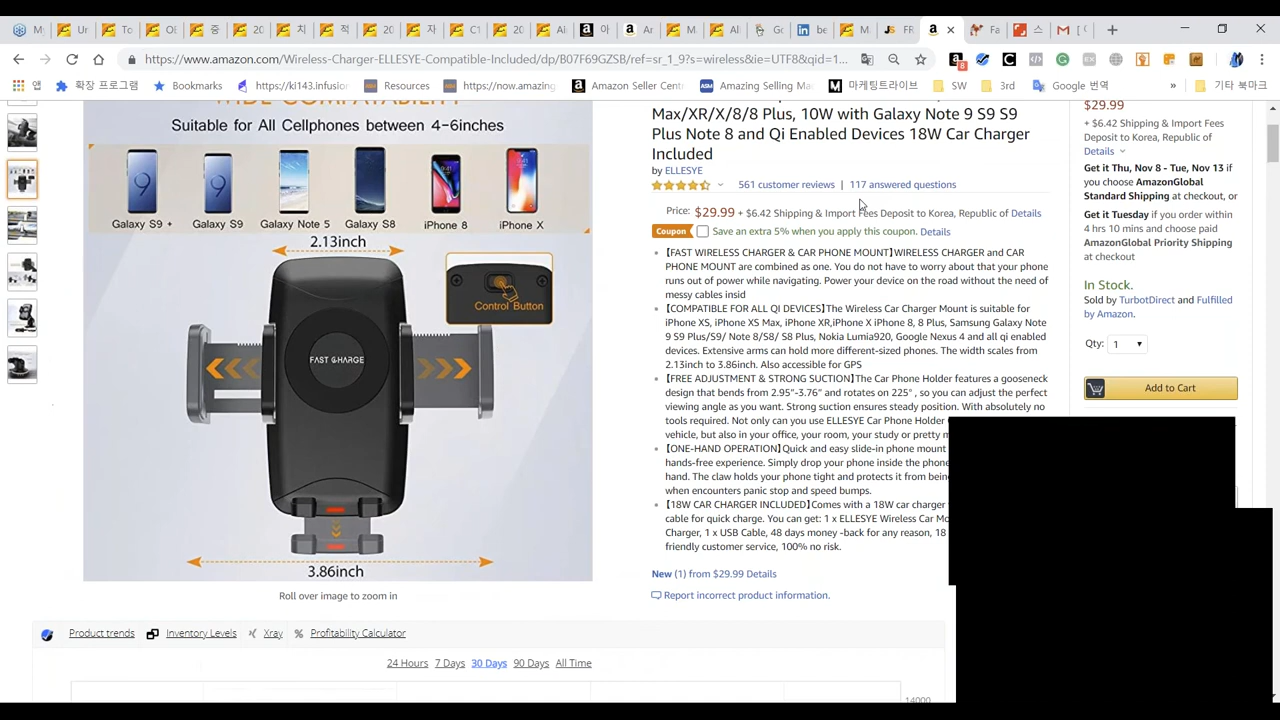 https://www.amazon.com/Wireless-Charger-ELLESYE-Compatible-Included/dp/B07F69GZSB/ref=sr_1_9?s=wireless&ie=UTF8&qid=1...
앱
확장 프로그램
Bookmarks
https://ki143.infusion
Resources
https://now.amazing
Amazon Seller Centr
Amazing Selling Mac
마케팅트라이브
SW
3rd
Google 번역
»
기타 북마크
Suitable for All Cellphones between 4-6inches
Galaxy S9 +
Galaxy S9
Galaxy Note 5
Galaxy S8
iPhone 8
iPhone X
2.13inch
Control Button
FAST CHARGE
3.86inch
Roll over image to zoom in
Max/XR/X/8/8 Plus, 10W with Galaxy Note 9 S9 S9
Plus Note 8 and Qi Enabled Devices 18W Car Charger
Included
by ELLESYE
561 customer reviews | 117 answered questions
Price: $29.99 + $6.42 Shipping & Import Fees Deposit to Korea, Republic of Details
Coupon Save an extra 5% when you apply this coupon. Details
【FAST WIRELESS CHARGER & CAR PHONE MOUNT】WIRELESS CHARGER and CAR
PHONE MOUNT are combined as one. You do not have to worry about that your phone
runs out of power while navigating. Power your device on the road without the need of
messy cables insid
【COMPATIBLE FOR ALL QI DEVICES】The Wireless Car Charger Mount is suitable for
iPhone XS, iPhone XS Max, iPhone XR,iPhone X iPhone 8, 8 Plus, Samsung Galaxy Note
9 S9 Plus/S9/ Note 8/S8/ S8 Plus, Nokia Lumia920, Google Nexus 4 and all qi enabled
devices. Extensive arms can hold more different-sized phones. The width scales from
2.13inch to 3.86inch. Also accessible for GPS
【FREE ADJUSTMENT & STRONG SUCTION】The Car Phone Holder features a gooseneck
design that bends from 2.95"-3.76" and rotates on 225° , so you can adjust the perfect
viewing angle as you want. Strong suction ensures steady position. With absolutely no
tools required. Not only can you use ELLESYE Car Phone Holder
vehicle, but also in your office, your room, your study or pretty m
【ONE-HAND OPERATION】Quick and easy slide-in phone mount
hands-free experience. Simply drop your phone inside the phone
hand. The claw holds your phone tight and protects it from bein
when encounters panic stop and speed bumps.
【18W CAR CHARGER INCLUDED】Comes with a 18W car charger
cable for quick charge. You can get: 1 x ELLESYE Wireless Car Mo
Charger, 1 x USB Cable, 48 days money -back for any reason, 18
friendly customer service, 100% no risk.
New (1) from $29.99 Details
Report incorrect product information.
$29.99
+ $6.42 Shipping & Import Fees
Deposit to Korea, Republic of
Details
Get it Thu, Nov 8 - Tue, Nov 13 if
you choose AmazonGlobal
Standard Shipping at checkout, or
Get it Tuesday if you order within
4 hrs 10 mins and choose paid
AmazonGlobal Priority Shipping
at checkout
In Stock.
Sold by TurbotDirect and Fulfilled
by Amazon.
Qty: 1
Add to Cart
Product trends
Inventory Levels
Xray
Profitability Calculator
24 Hours 7 Days 30 Days 90 Days All Time
14000